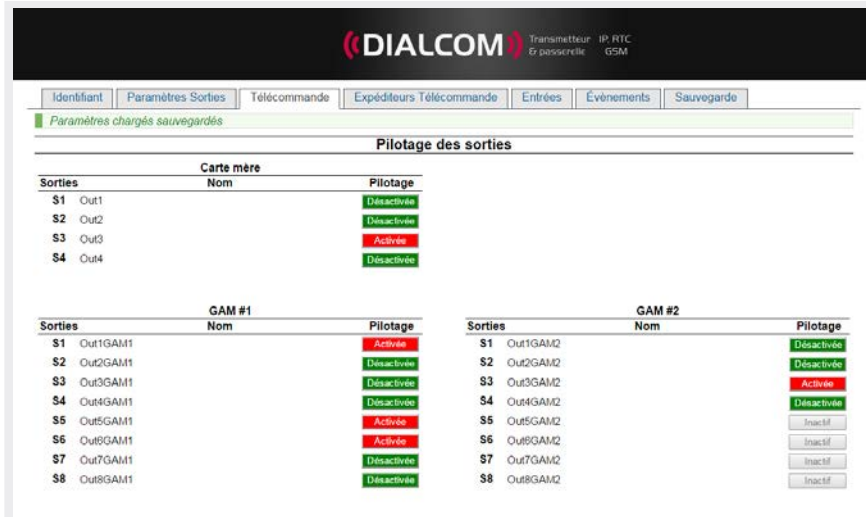 ((DIALCOM)) Transmetteur IP, RTC
& passerelle GSM
Identifiant Paramètres Sorties Télécommande Expéditeurs Télécommande Entrées Évènements Sauvegarde
Paramètres chargés sauvegardés
Pilotage des sorties
Carte mère
Sorties Nom Pilotage
S1 Out1 Désactivée
S2 Out2 Désactivée
S3 Out3 Activée
S4 Out4 Désactivée
GAM #1
Sorties Nom Pilotage
S1 Out1GAM1 Activée
S2 Out2GAM1 Désactivée
S3 Out3GAM1 Désactivée
S4 Out4GAM1 Désactivée
S5 Out5GAM1 Activée
S6 Out6GAM1 Activée
S7 Out7GAM1 Désactivée
S8 Out8GAM1 Désactivée
GAM #2
Sorties Nom Pilotage
S1 Out1GAM2 Désactivée
S2 Out2GAM2 Désactivée
S3 Out3GAM2 Activée
S4 Out4GAM2 Désactivée
S5 Out5GAM2 Inactif
S6 Out6GAM2 Inactif
S7 Out7GAM2 Inactif
S8 Out8GAM2 Inactif